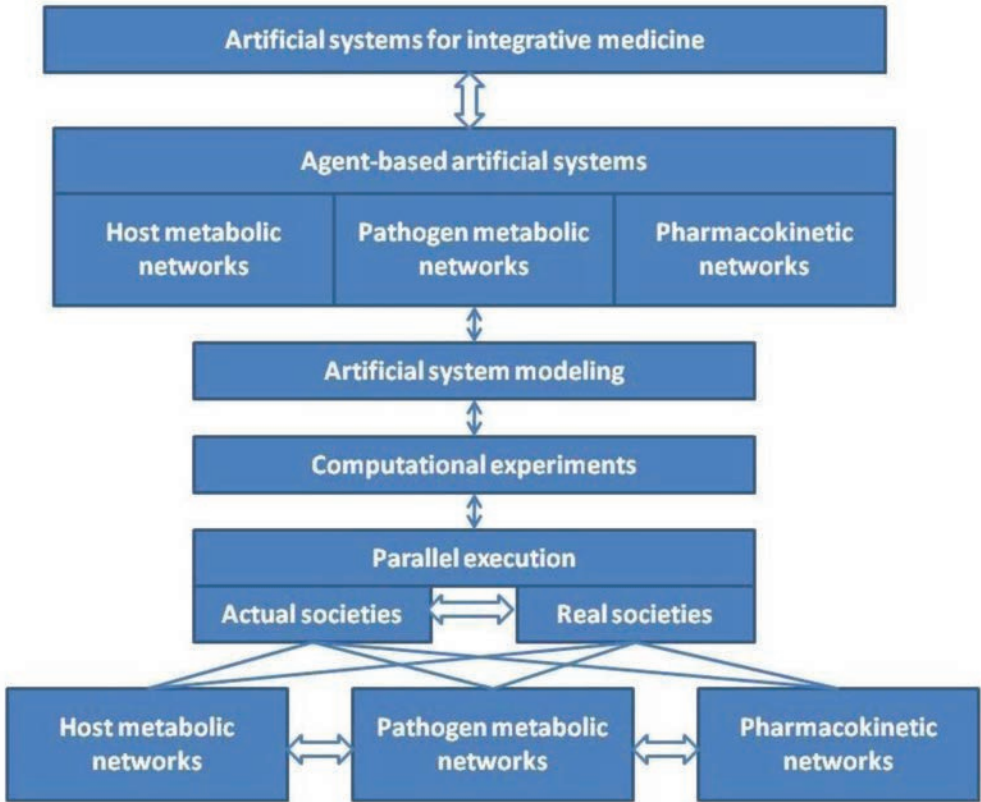 Artificial systems for integrative medicine
Agent-based artificial systems
Host metabolic
networks
Pathogen metabolic
networks
Pharmacokinetic
networks
Artificial system modeling
Computational experiments
Parallel execution
Actual societies
Real societies
Host metabolic
networks
Pathogen metabolic
networks
Pharmacokinetic
networks